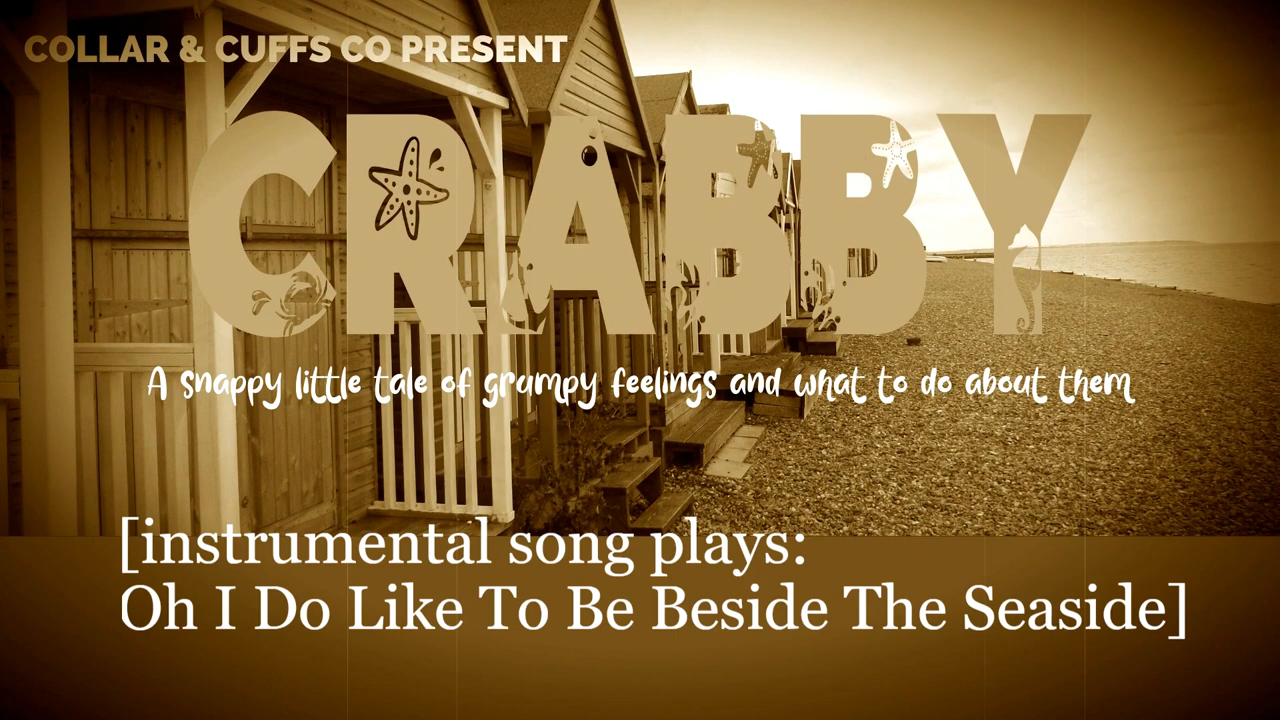 COLLAR & CUFFS CO PRESENT
CRABBY
A snappy little tale of grumpy feelings and what to do about them
[instrumental song plays:
Oh I Do Like To Be Beside The Seaside]